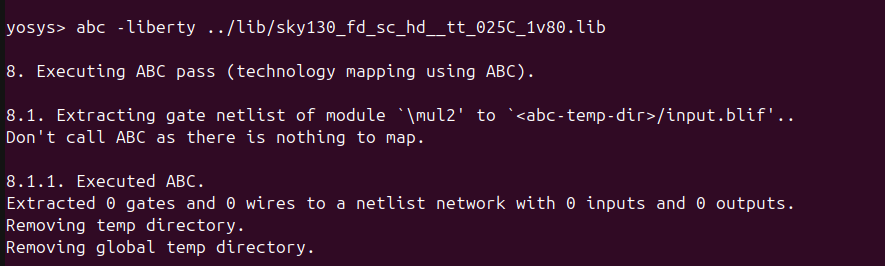 yosys> abc -liberty ../lib/sky130_fd_sc_hd__tt_025C_1v80.lib
8. Executing ABC pass (technology mapping using ABC).
8.1. Extracting gate netlist of module `\mul2' to `<abc-temp-dir>/input.blif'..
Don't call ABC as there is nothing to map.
8.1.1. Executed ABC.
Extracted 0 gates and 0 wires to a netlist network with 0 inputs and 0 outputs.
Removing temp directory.
Removing global temp directory.